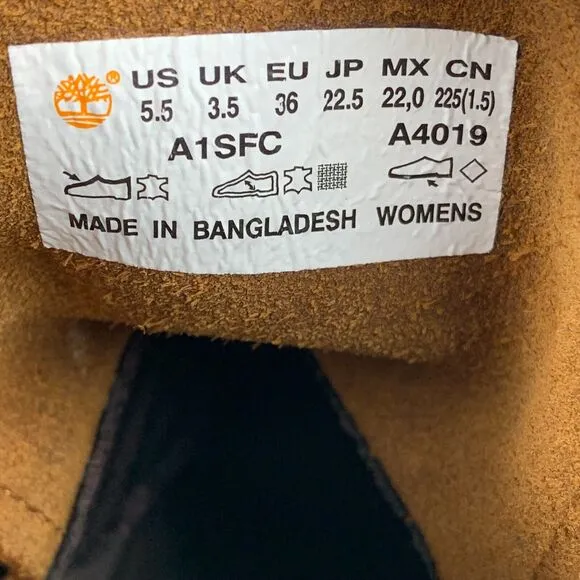 US UK EU JP MX CN
5.5 3.5 36 22.5 22,0 225(1.5)
A1SFC A4019
MADE IN BANGLADESH WOMENS